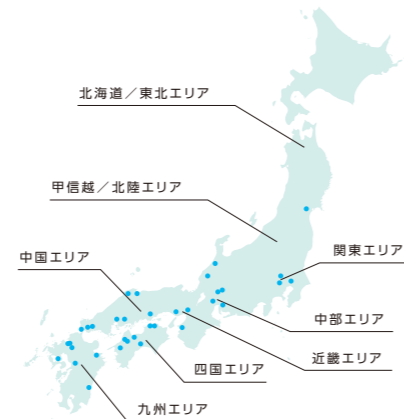 北海道／東北エリア
甲信越／北陸エリア
関東エリア
中国エリア
中部エリア
近畿エリア
四国エリア
九州エリア